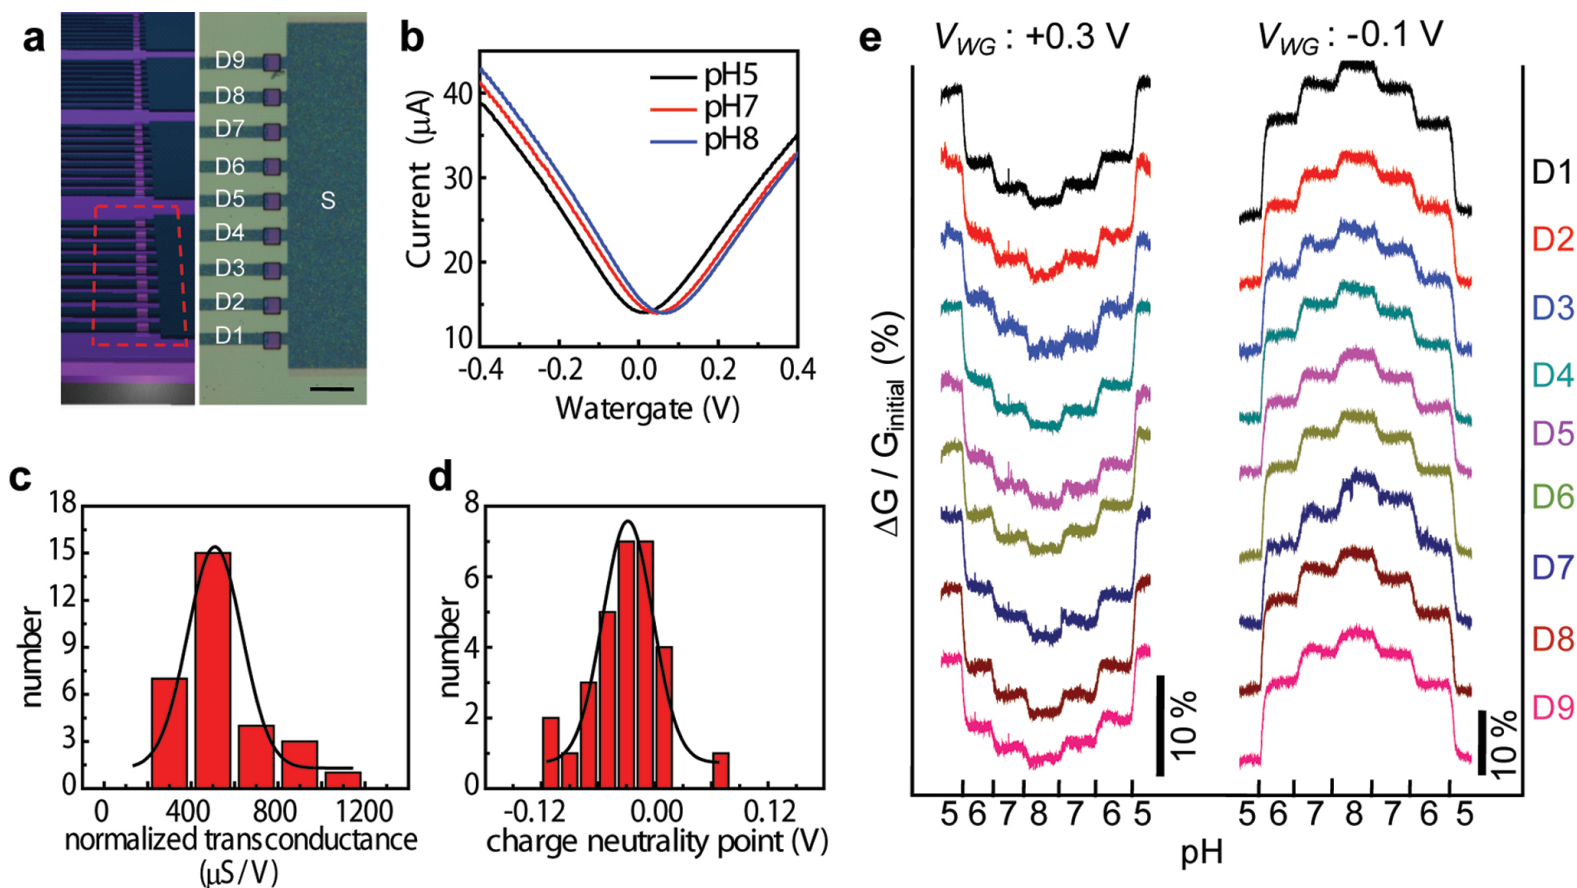 a
D9
D8
D7
D6
D5
D4
D3
D2
D1
S
b
pH5
pH7
pH8
Current (μA)
40
30
20
10
-0.4 -0.2 0.0 0.2 0.4
Watergate (V)
c
number
18
15
12
9
6
3
0
0 400 800 1200
normalized transconductance
(μS/V)
d
number
8
6
4
2
0
-0.12 0.00 0.12
charge neutrality point (V)
e
V_WG : +0.3 V V_WG : -0.1 V
ΔG / G_initial (%)
D1
D2
D3
D4
D5
D6
D7
D8
D9
10 %
10 %
5 6 7 8 7 6 5 5 6 7 8 7 6 5
pH